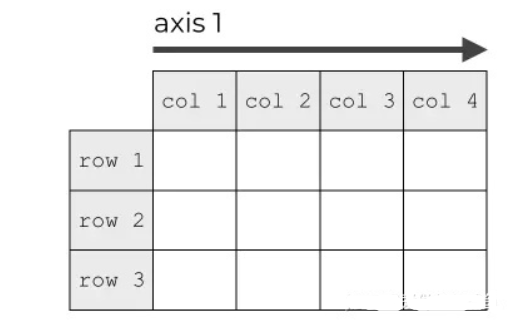 axis 1
col 1 col 2 col 3 col 4
row 1
row 2
row 3